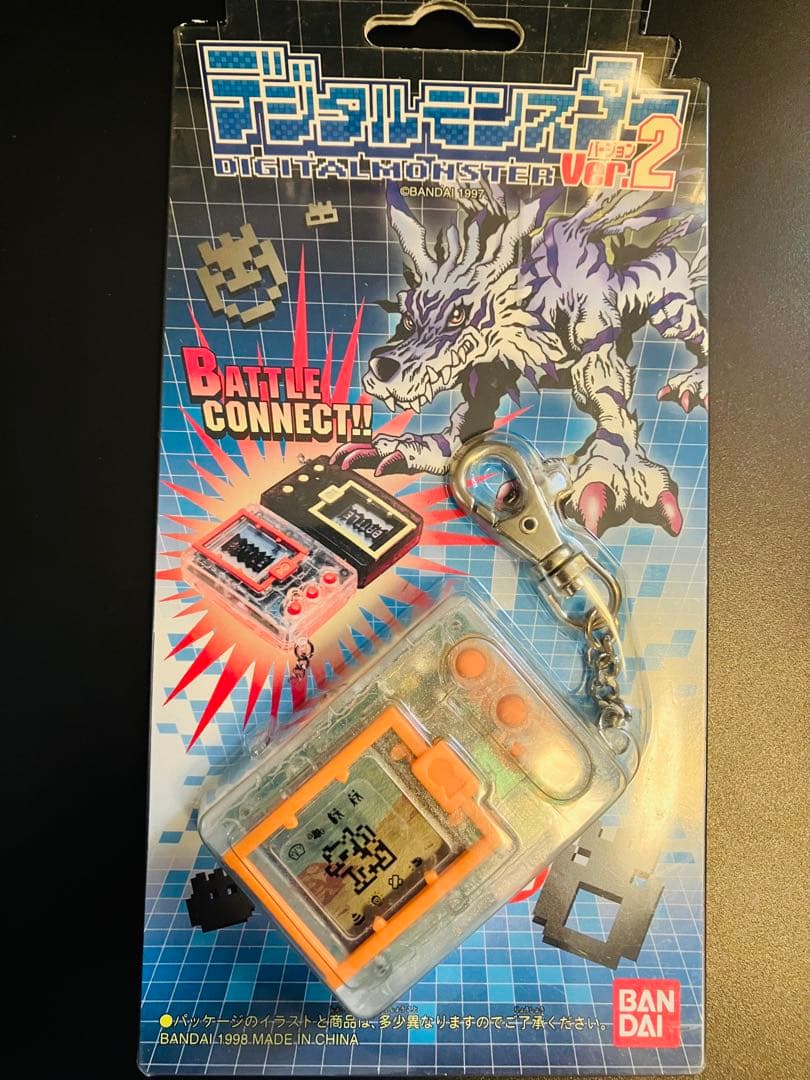 デジタルモンスター
バージョン
DIGITALMONSTER Ver.2
©BANDAI 1997
BATTLE
CONNECT!!
BATTLE
●パッケージのイラストと商品は、多少異なりますのでご了承ください。
BANDAI 1998 MADE IN CHINA
BAN
DAI